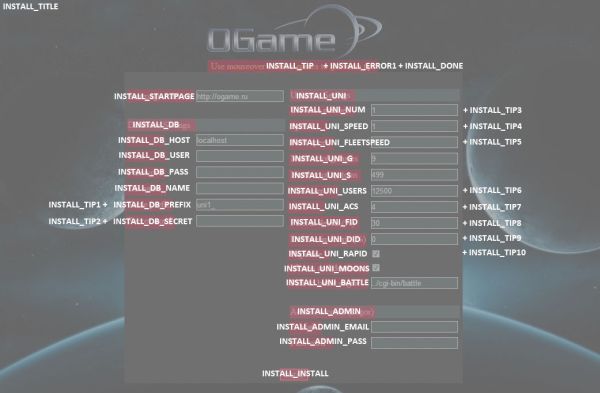 INSTALL_TITLE
OGame
Use mouseover INSTALL_TIP + INSTALL_ERROR1 + INSTALL_DONE
INSTALL_STARTPAGE http://ogame.ru
INSTALL_DB
INSTALL_DB_HOST localhost
INSTALL_DB_USER
INSTALL_DB_PASS
INSTALL_DB_NAME
INSTALL_TIP1 + INSTALL_DB_PREFIX uni1_
INSTALL_TIP2 + INSTALL_DB_SECRET
INSTALL_UNI
INSTALL_UNI_NUM 1 + INSTALL_TIP3
INSTALL_UNI_SPEED 1 + INSTALL_TIP4
INSTALL_UNI_FLEETSPEED + INSTALL_TIP5
INSTALL_UNI_G 9
INSTALL_UNI_S 499
INSTALL_UNI_USERS 12500 + INSTALL_TIP6
INSTALL_UNI_ACS 4 + INSTALL_TIP7
INSTALL_UNI_FID 30 + INSTALL_TIP8
INSTALL_UNI_DID 0 + INSTALL_TIP9
INSTALL_UNI_RAPID + INSTALL_TIP10
INSTALL_UNI_MOONS
INSTALL_UNI_BATTLE ../cgi-bin/battle
INSTALL_ADMIN
INSTALL_ADMIN_EMAIL
INSTALL_ADMIN_PASS
INSTALL_INSTALL